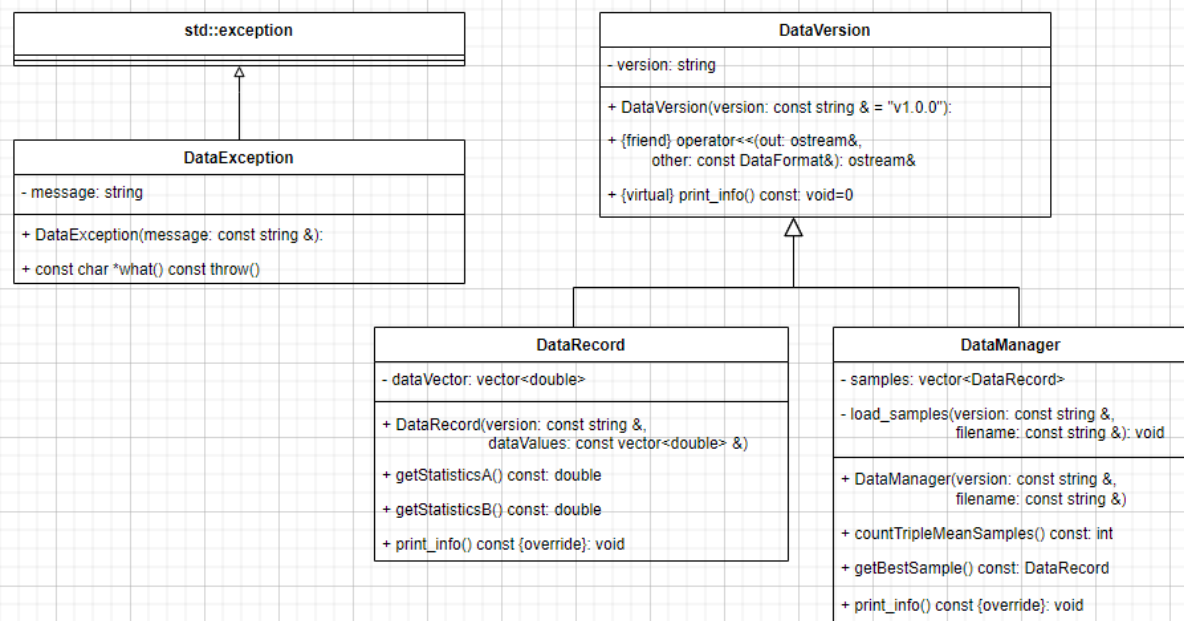 std::exception
DataException
- message: string
+ DataException(message: const string &):
+ const char *what() const throw()
DataVersion
- version: string
+ DataVersion(version: const string & = "v1.0.0"):
+ {friend} operator<<(out: ostream&,
other: const DataFormat&): ostream&
+ {virtual} print_info() const: void=0
DataRecord
- dataVector: vector<double>
+ DataRecord(version: const string &,
dataValues: const vector<double> &)
+ getStatisticsA() const: double
+ getStatisticsB() const: double
+ print_info() const {override}: void
DataManager
- samples: vector<DataRecord>
- load_samples(version: const string &,
filename: const string &): void
+ DataManager(version: const string &,
filename: const string &)
+ countTripleMeanSamples() const: int
+ getBestSample() const: DataRecord
+ print_info() const {override}: void